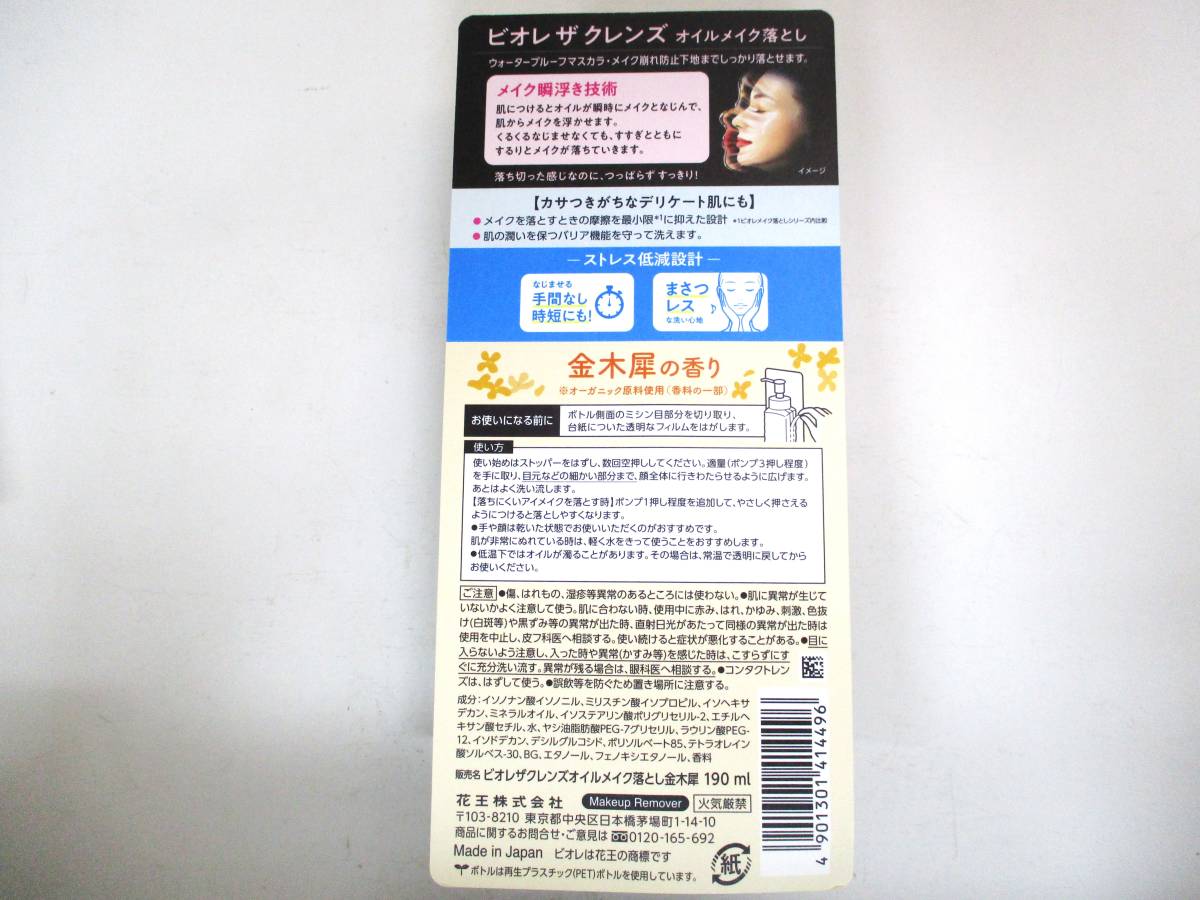 ビオレ ザ クレンズ オイルメイク落とし
ウォータープルーフマスカラ・メイク崩れ防止下地までしっかり落とせます。
メイク瞬浮き技術
肌につけるとオイルが瞬時にメイクとなじんで、
肌からメイクを浮かせます。
くるくるなじませなくても、すすぎとともに
するりとメイクが落ちていきます。
イメージ
落ち切った感じなのに、つっぱらず すっきり!
【カサつきがちなデリケート肌にも】
●メイクを落とすときの摩擦を最小限*1に抑えた設計 *1ビオレメイク落としシリーズ内比較
●肌の潤いを保つバリア機能を守って洗えます。
ーストレス低減設計ー
なじませる
手間なし
時短にも!
まさつ
レス♪
な洗い心地
金木犀の香り
※オーガニック原料使用(香料の一部)
お使いになる前に
ボトル側面のミシン目部分を切り取り、
台紙についた透明なフィルムをはがします。
使い方
使い始めはストッパーをはずし、数回空押ししてください。適量(ポンプ3押し程度)
を手に取り、目元などの細かい部分まで、顔全体に行きわたらせるように広げます。
あとはよく洗い流します。
【落ちにくいアイメイクを落とす時】ポンプ1押し程度を追加して、やさしく押さえる
ようにつけると落としやすくなります。
●手や顔は乾いた状態でお使いいただくのがおすすめです。
肌が非常にぬれている時は、軽く水をきって使うことをおすすめします。
●低温下ではオイルが濁ることがあります。その場合は、常温で透明に戻してから
お使いください。
ご注意 ●傷、はれもの、湿疹等異常のあるところには使わない。●肌に異常が生じて
いないかよく注意して使う。肌に合わない時、使用中に赤み、はれ、かゆみ、刺激、色抜
け(白斑等)や黒ずみ等の異常が出た時、直射日光があたって同様の異常が出た時は
使用を中止し、皮フ科医へ相談する。使い続けると症状が悪化することがある。●目に
入らないよう注意し、入った時や異常(かすみ等)を感じた時は、こすらずにす
ぐに充分洗い流す。異常が残る場合は、眼科医へ相談する。●コンタクトレン
ズは、はずして使う。●誤飲等を防ぐため置き場所に注意する。
成分:イソノナン酸イソノニル、ミリスチン酸イソプロピル、イソヘキサ
デカン、ミネラルオイル、イソステアリン酸ポリグリセリル-2、エチルヘ
キサン酸セチル、水、ヤシ油脂肪酸PEG-7グリセリル、ラウリン酸PEG-
12、イソドデカン、デシルグルコシド、ポリソルベート85、テトラオレイン
酸ソルベス-30、BG、エタノール、フェノキシエタノール、香料
販売名 ビオレザクレンズオイルメイク落とし金木犀 190 ml
花王株式会社 Makeup Remover 火気厳禁
〒103-8210 東京都中央区日本橋茅場町1-14-10
商品に関するお問合せ・ご意見は 0120-165-692
Made in Japan ビオレは花王の商標です
ボトルは再生プラスチック(PET)ボトルを使用しています。
紙
4 901301 414496